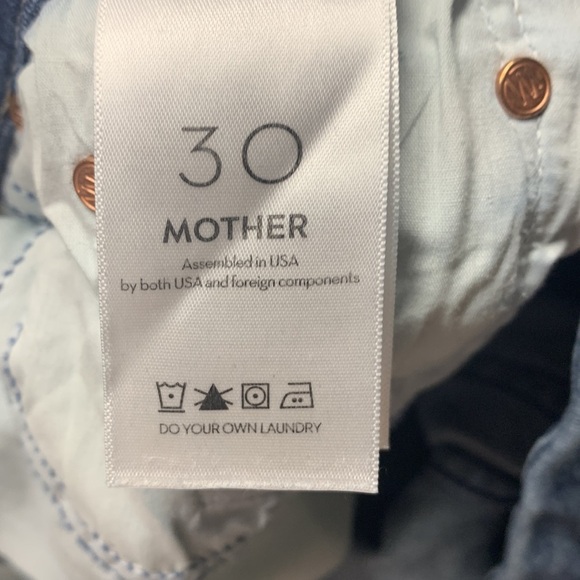 30
MOTHER
Assembled in USA
by both USA and foreign components
DO YOUR OWN LAUNDRY